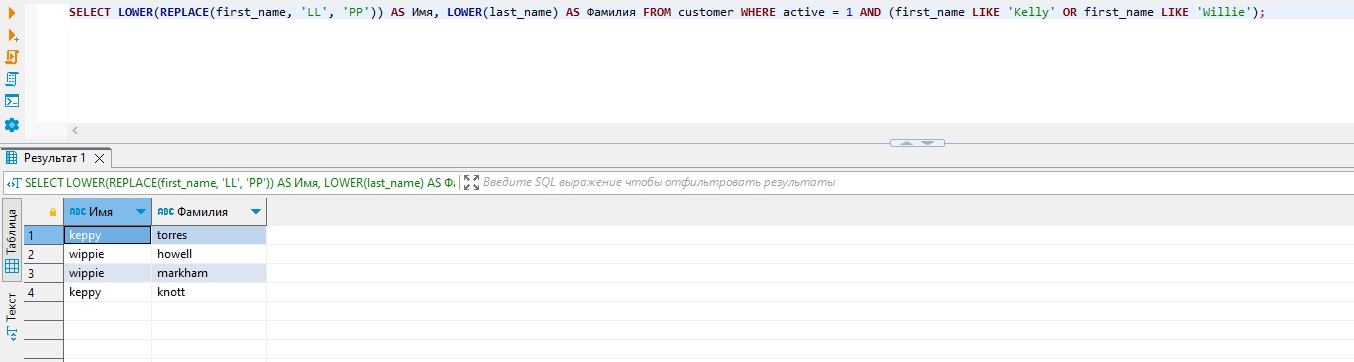 SELECT LOWER(REPLACE(first_name, 'LL', 'PP')) AS Имя, LOWER(last_name) AS Фамилия FROM customer WHERE active = 1 AND (first_name LIKE 'Kelly' OR first_name LIKE 'Willie');
Результат 1
SELECT LOWER(REPLACE(first_name, 'LL', 'PP')) AS Имя, LOWER(last_name) AS Ф Введите SQL выражение чтобы отфильтровать результаты
Таблица
Текст
ABC Имя ABC Фамилия
1 keppy torres
2 wippie howell
3 wippie markham
4 keppy knott